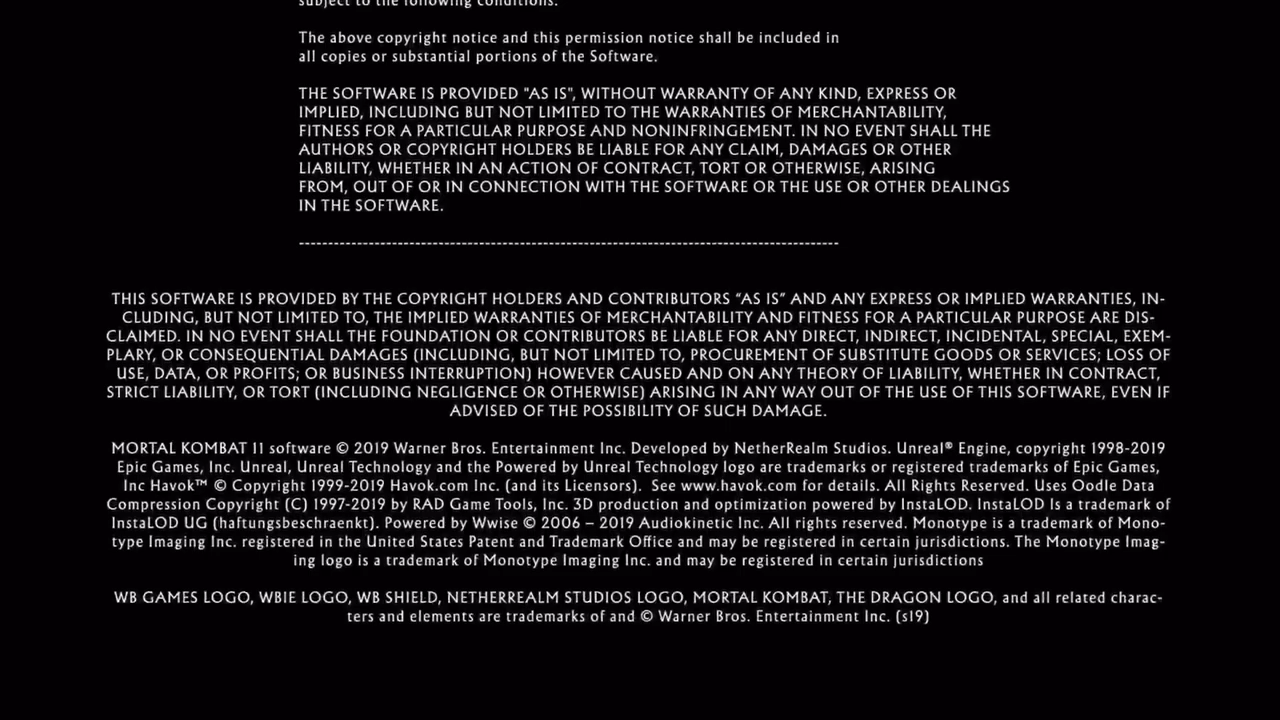 subject to the following conditions:
The above copyright notice and this permission notice shall be included in
all copies or substantial portions of the Software.
THE SOFTWARE IS PROVIDED "AS IS", WITHOUT WARRANTY OF ANY KIND, EXPRESS OR
IMPLIED, INCLUDING BUT NOT LIMITED TO THE WARRANTIES OF MERCHANTABILITY,
FITNESS FOR A PARTICULAR PURPOSE AND NONINFRINGEMENT. IN NO EVENT SHALL THE
AUTHORS OR COPYRIGHT HOLDERS BE LIABLE FOR ANY CLAIM, DAMAGES OR OTHER
LIABILITY, WHETHER IN AN ACTION OF CONTRACT, TORT OR OTHERWISE, ARISING
FROM, OUT OF OR IN CONNECTION WITH THE SOFTWARE OR THE USE OR OTHER DEALINGS
IN THE SOFTWARE.
--------------------------------------------------------------------------------------------
THIS SOFTWARE IS PROVIDED BY THE COPYRIGHT HOLDERS AND CONTRIBUTORS “AS IS” AND ANY EXPRESS OR IMPLIED WARRANTIES, IN-
CLUDING, BUT NOT LIMITED TO, THE IMPLIED WARRANTIES OF MERCHANTABILITY AND FITNESS FOR A PARTICULAR PURPOSE ARE DIS-
CLAIMED. IN NO EVENT SHALL THE FOUNDATION OR CONTRIBUTORS BE LIABLE FOR ANY DIRECT, INDIRECT, INCIDENTAL, SPECIAL, EXEM-
PLARY, OR CONSEQUENTIAL DAMAGES (INCLUDING, BUT NOT LIMITED TO, PROCUREMENT OF SUBSTITUTE GOODS OR SERVICES; LOSS OF
USE, DATA, OR PROFITS; OR BUSINESS INTERRUPTION) HOWEVER CAUSED AND ON ANY THEORY OF LIABILITY, WHETHER IN CONTRACT,
STRICT LIABILITY, OR TORT (INCLUDING NEGLIGENCE OR OTHERWISE) ARISING IN ANY WAY OUT OF THE USE OF THIS SOFTWARE, EVEN IF
ADVISED OF THE POSSIBILITY OF SUCH DAMAGE.
MORTAL KOMBAT 11 software © 2019 Warner Bros. Entertainment Inc. Developed by NetherRealm Studios. Unreal® Engine, copyright 1998-2019
Epic Games, Inc. Unreal, Unreal Technology and the Powered by Unreal Technology logo are trademarks or registered trademarks of Epic Games,
Inc Havok™ © Copyright 1999-2019 Havok.com Inc. (and its Licensors).  See www.havok.com for details. All Rights Reserved. Uses Oodle Data
Compression Copyright (C) 1997-2019 by RAD Game Tools, Inc. 3D production and optimization powered by InstaLOD. InstaLOD Is a trademark of
InstaLOD UG (haftungsbeschraenkt). Powered by Wwise © 2006 – 2019 Audiokinetic Inc. All rights reserved. Monotype is a trademark of Mono-
type Imaging Inc. registered in the United States Patent and Trademark Office and may be registered in certain jurisdictions. The Monotype Imag-
ing logo is a trademark of Monotype Imaging Inc. and may be registered in certain jurisdictions
WB GAMES LOGO, WBIE LOGO, WB SHIELD, NETHERREALM STUDIOS LOGO, MORTAL KOMBAT, THE DRAGON LOGO, and all related charac-
ters and elements are trademarks of and © Warner Bros. Entertainment Inc. (s19)